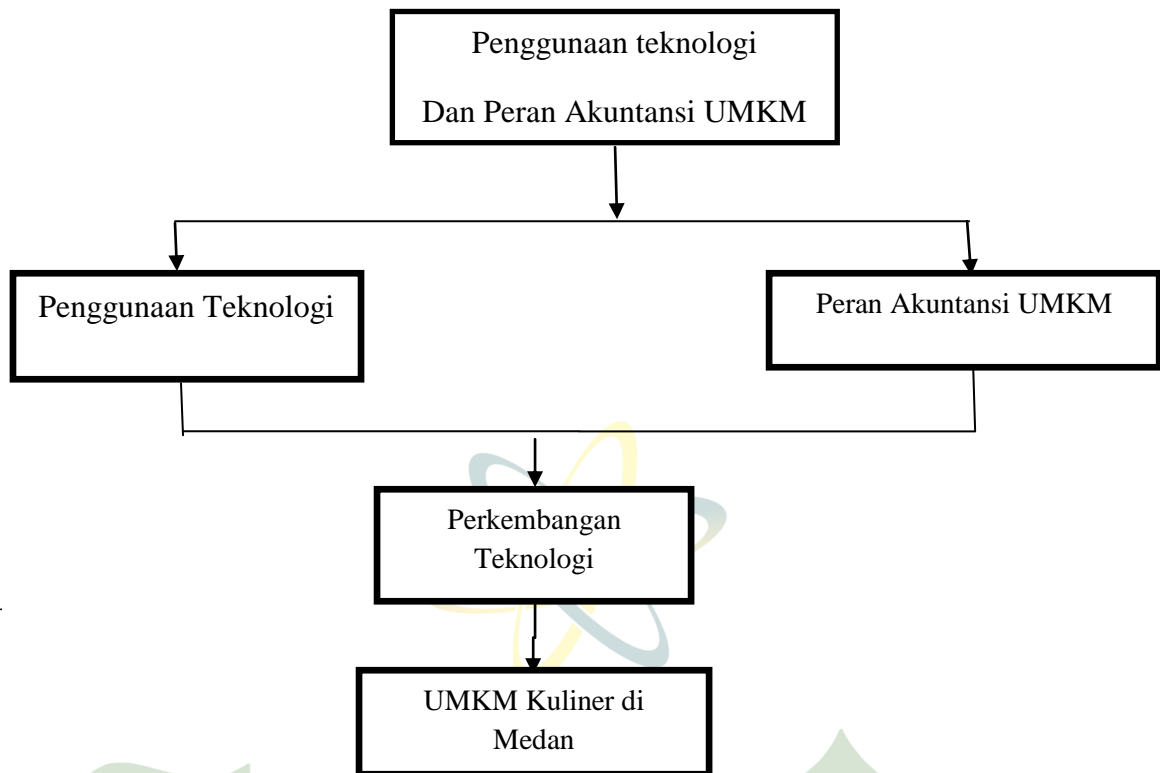 Penggunaan teknologi
Dan Peran Akuntansi UMKM
Penggunaan Teknologi
Peran Akuntansi UMKM
Perkembangan
Teknologi
UMKM Kuliner di
Medan